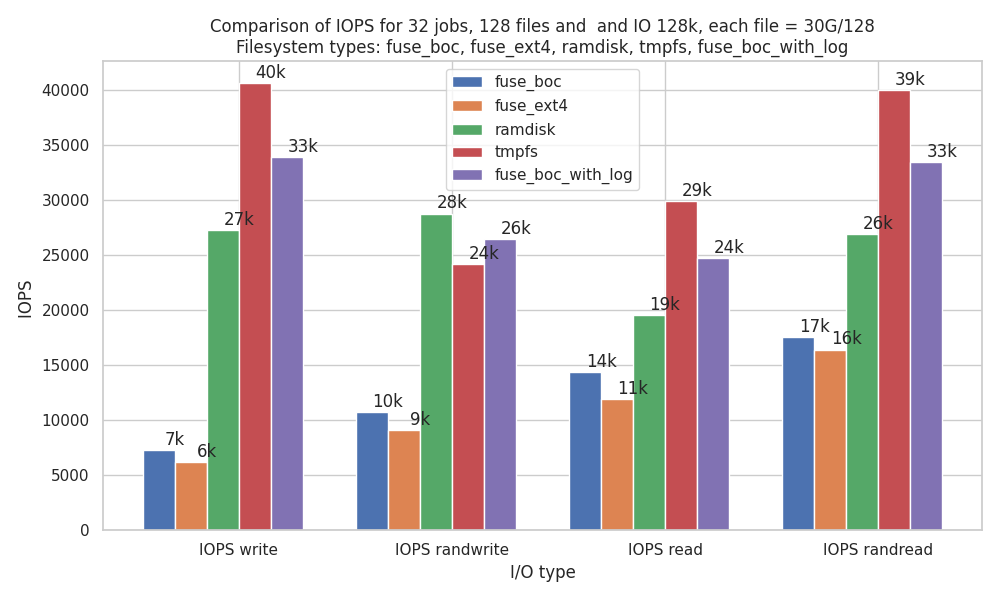 Comparison of IOPS for 32 jobs, 128 files and  and IO 128k, each file = 30G/128
Filesystem types: fuse_boc, fuse_ext4, ramdisk, tmpfs, fuse_boc_with_log
IOPS
40000
35000
30000
25000
20000
15000
10000
5000
0
fuse_boc
fuse_ext4
ramdisk
tmpfs
fuse_boc_with_log
7k
6k
27k
40k
33k
10k
9k
28k
24k
26k
14k
11k
19k
29k
24k
17k
16k
26k
39k
33k
IOPS write
IOPS randwrite
IOPS read
IOPS randread
I/O type